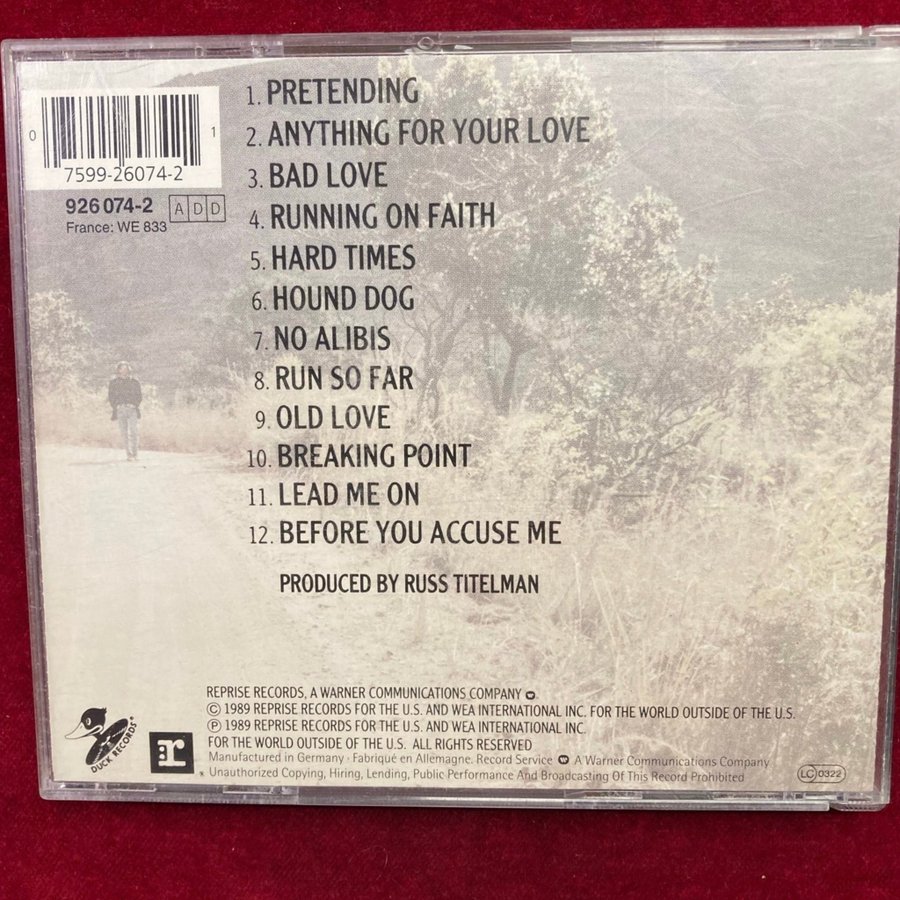 0 7599-26074-2 1
926 074-2 ADD
France: WE 833
1. PRETENDING
2. ANYTHING FOR YOUR LOVE
3. BAD LOVE
4. RUNNING ON FAITH
5. HARD TIMES
6. HOUND DOG
7. NO ALIBIS
8. RUN SO FAR
9. OLD LOVE
10. BREAKING POINT
11. LEAD ME ON
12. BEFORE YOU ACCUSE ME
PRODUCED BY RUSS TITELMAN
DUCK RECORDS®
r
REPRISE RECORDS, A WARNER COMMUNICATIONS COMPANY
© 1989 REPRISE RECORDS FOR THE U.S. AND WEA INTERNATIONAL INC. FOR THE WORLD OUTSIDE OF THE U.S.
℗ 1989 REPRISE RECORDS FOR THE U.S. AND WEA INTERNATIONAL INC.
FOR THE WORLD OUTSIDE OF THE U.S. ALL RIGHTS RESERVED
Manufactured in Germany · Fabriqué en Allemagne. Record Service A Warner Communications Company
Unauthorized Copying, Hiring, Lending, Public Performance And Broadcasting Of This Record Prohibited
LC 0322